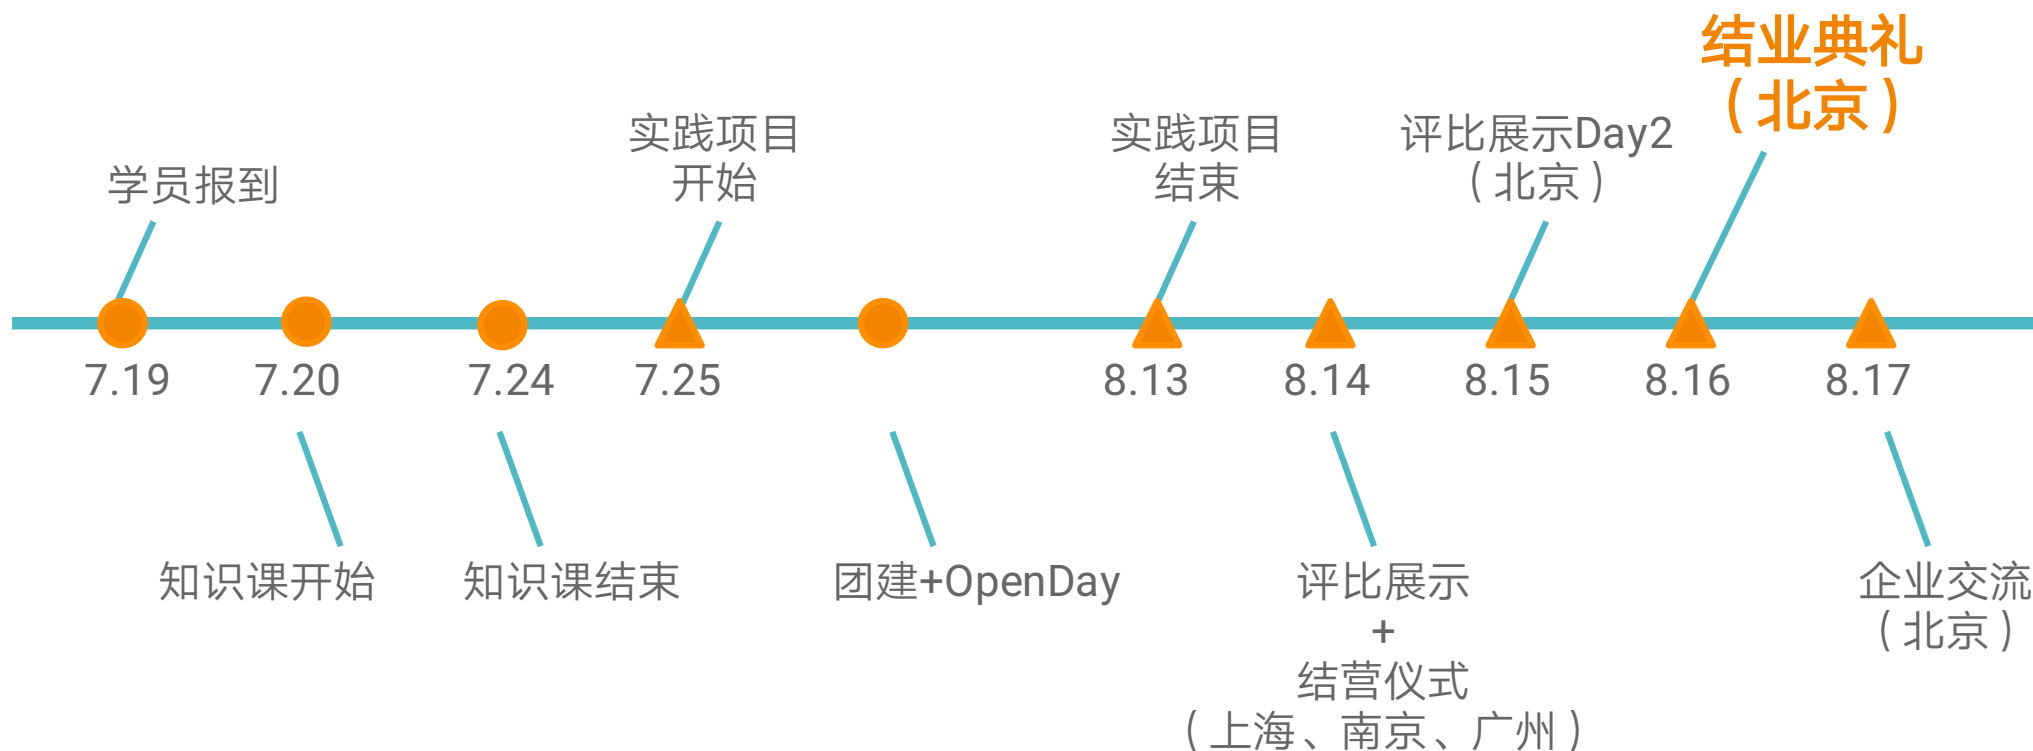 结业典礼
（北京）
实践项目
开始
实践项目
结束
评比展示Day2
（北京）
学员报到
7.19
7.20
7.24
7.25
8.13
8.14
8.15
8.16
8.17
知识课开始
知识课结束
团建+OpenDay
评比展示
+
结营仪式
（上海、南京、广州）
企业交流
（北京）